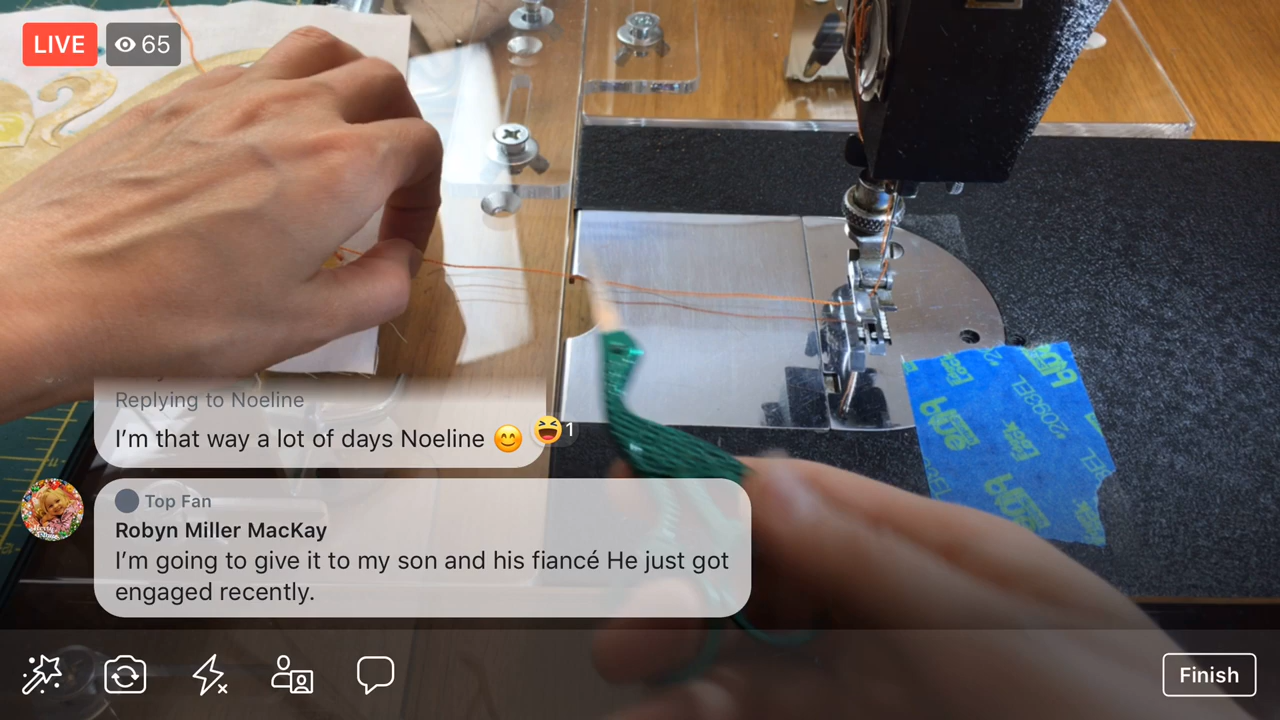 LIVE
65
Replying to Noeline
I'm that way a lot of days Noeline 😊
1
Top Fan
Robyn Miller MacKay
I'm going to give it to my son and his fiancé He just got
engaged recently.
Finish